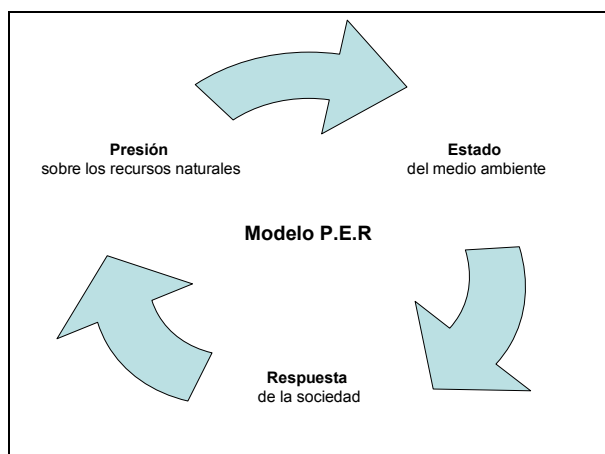 Presión
sobre los recursos naturales
Estado
del medio ambiente
Modelo P.E.R
Respuesta
de la sociedad